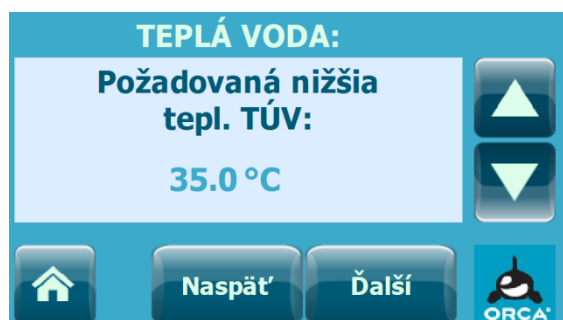 TEPLÁ VODA:
Požadovaná nižšia
tepl. TÚV:
35.0 °C
Naspäť
Ďalší
ORCA